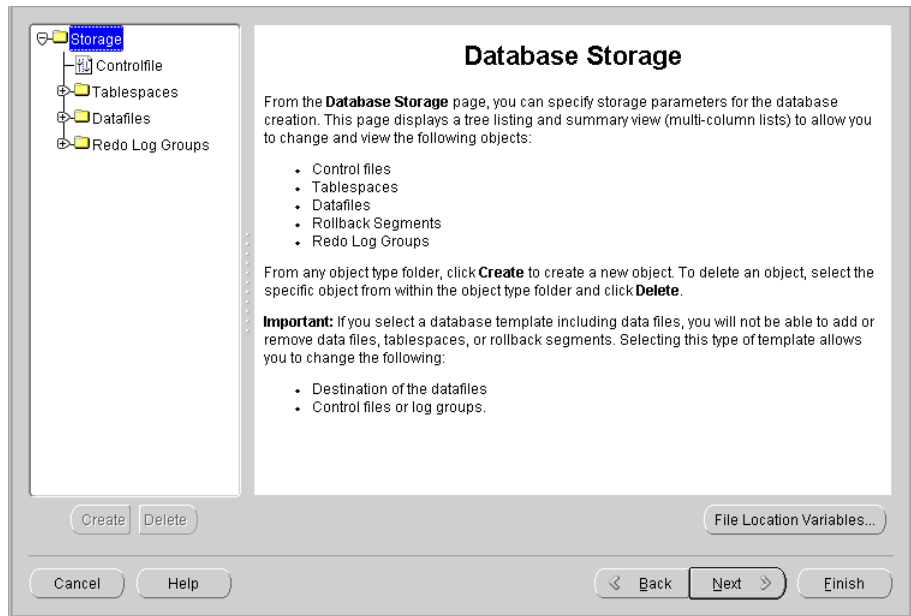 Storage
Controlfile
Tablespaces
Datafiles
Redo Log Groups
Database Storage
From the Database Storage page, you can specify storage parameters for the database
creation. This page displays a tree listing and summary view (multi-column lists) to allow you
to change and view the following objects:
• Control files
• Tablespaces
• Datafiles
• Rollback Segments
• Redo Log Groups
From any object type folder, click Create to create a new object. To delete an object, select the
specific object from within the object type folder and click Delete.
Important: If you select a database template including data files, you will not be able to add or
remove data files, tablespaces, or rollback segments. Selecting this type of template allows
you to change the following:
• Destination of the datafiles
• Control files or log groups.
Create Delete
File Location Variables...
Cancel Help Back Next Finish